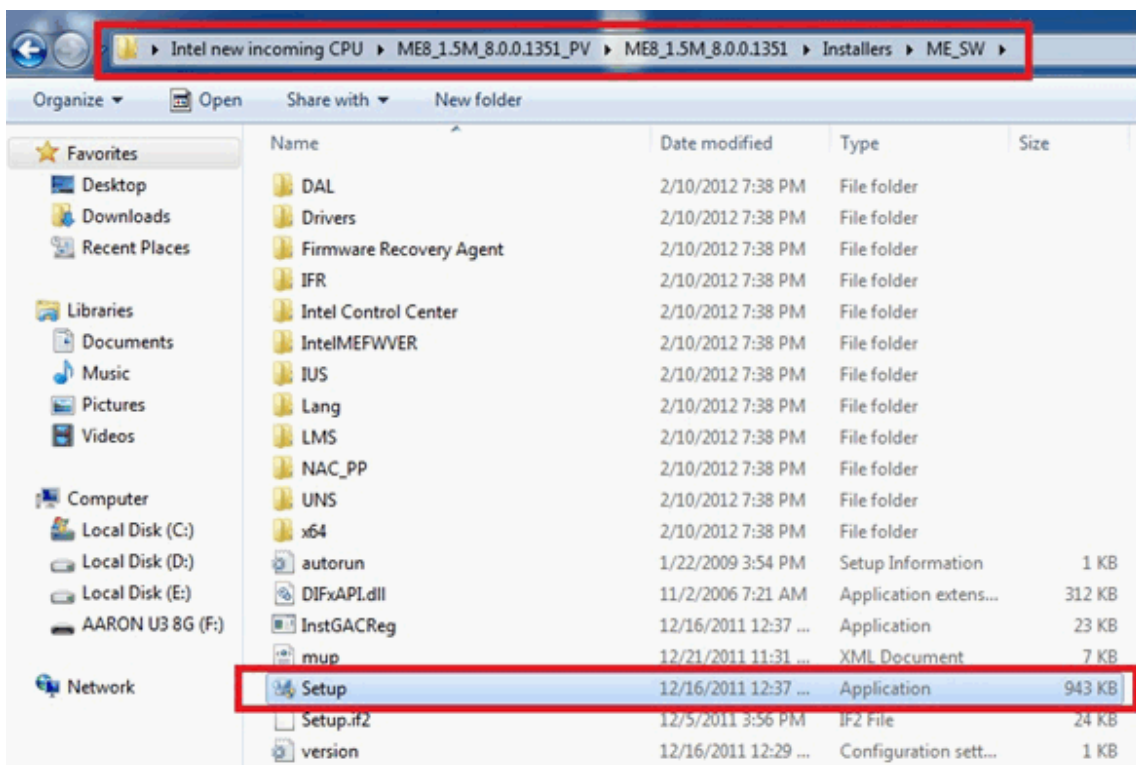 Intel new incoming CPU ▸ ME8_1.5M_8.0.0.1351_PV ▸ ME8_1.5M_8.0.0.1351 ▸ Installers ▸ ME_SW ▸
Organize Open Share with New folder
Name Date modified Type Size
Favorites
Desktop
Downloads
Recent Places
Libraries
Documents
Music
Pictures
Videos
Computer
Local Disk (C:)
Local Disk (D:)
Local Disk (E:)
AARON U3 8G (F:)
Network
DAL 2/10/2012 7:38 PM File folder
Drivers 2/10/2012 7:38 PM File folder
Firmware Recovery Agent 2/10/2012 7:38 PM File folder
IFR 2/10/2012 7:38 PM File folder
Intel Control Center 2/10/2012 7:38 PM File folder
IntelMEFWVER 2/10/2012 7:38 PM File folder
IUS 2/10/2012 7:38 PM File folder
Lang 2/10/2012 7:38 PM File folder
LMS 2/10/2012 7:38 PM File folder
NAC_PP 2/10/2012 7:38 PM File folder
UNS 2/10/2012 7:38 PM File folder
x64 2/10/2012 7:38 PM File folder
autorun 1/22/2009 3:54 PM Setup Information 1 KB
DIFxAPI.dll 11/2/2006 7:21 AM Application extens... 312 KB
InstGACReg 12/16/2011 12:37 ... Application 23 KB
mup 12/21/2011 11:31 ... XML Document 7 KB
Setup 12/16/2011 12:37 ... Application 943 KB
Setup.if2 12/5/2011 3:56 PM IF2 File 24 KB
version 12/16/2011 12:29 ... Configuration sett... 1 KB